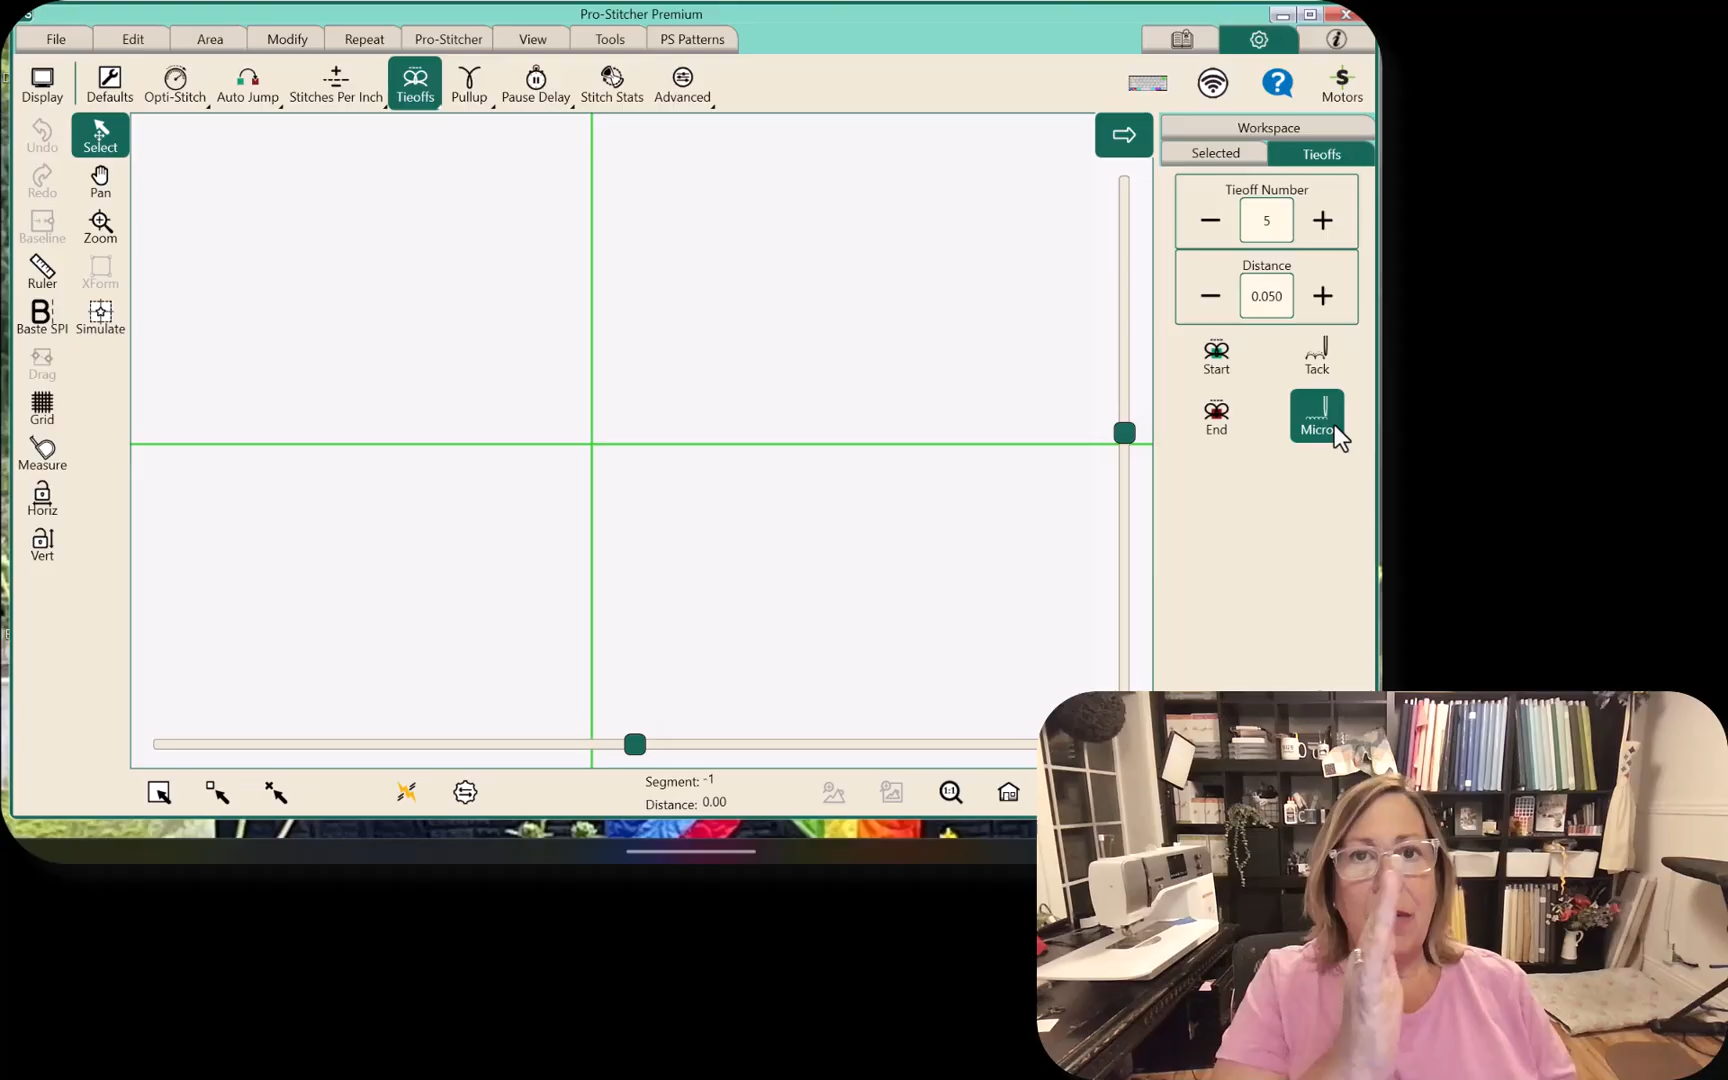 Pro-Stitcher Premium
File Edit Area Modify Repeat Pro-Stitcher View Tools PS Patterns
Display Defaults Opti-Stitch Auto Jump Stitches Per Inch Tieoffs Pullup Pause Delay Stitch Stats Advanced Motors
Undo Select
Redo Pan
Baseline Zoom
Ruler XForm
Baste SPI Simulate
Drag
Grid
Measure
Horiz
Vert
Workspace
Selected Tieoffs
Tieoff Number
5
Distance
0.050
Start Tack
End Micro
Segment: -1
Distance: 0.00
1:1